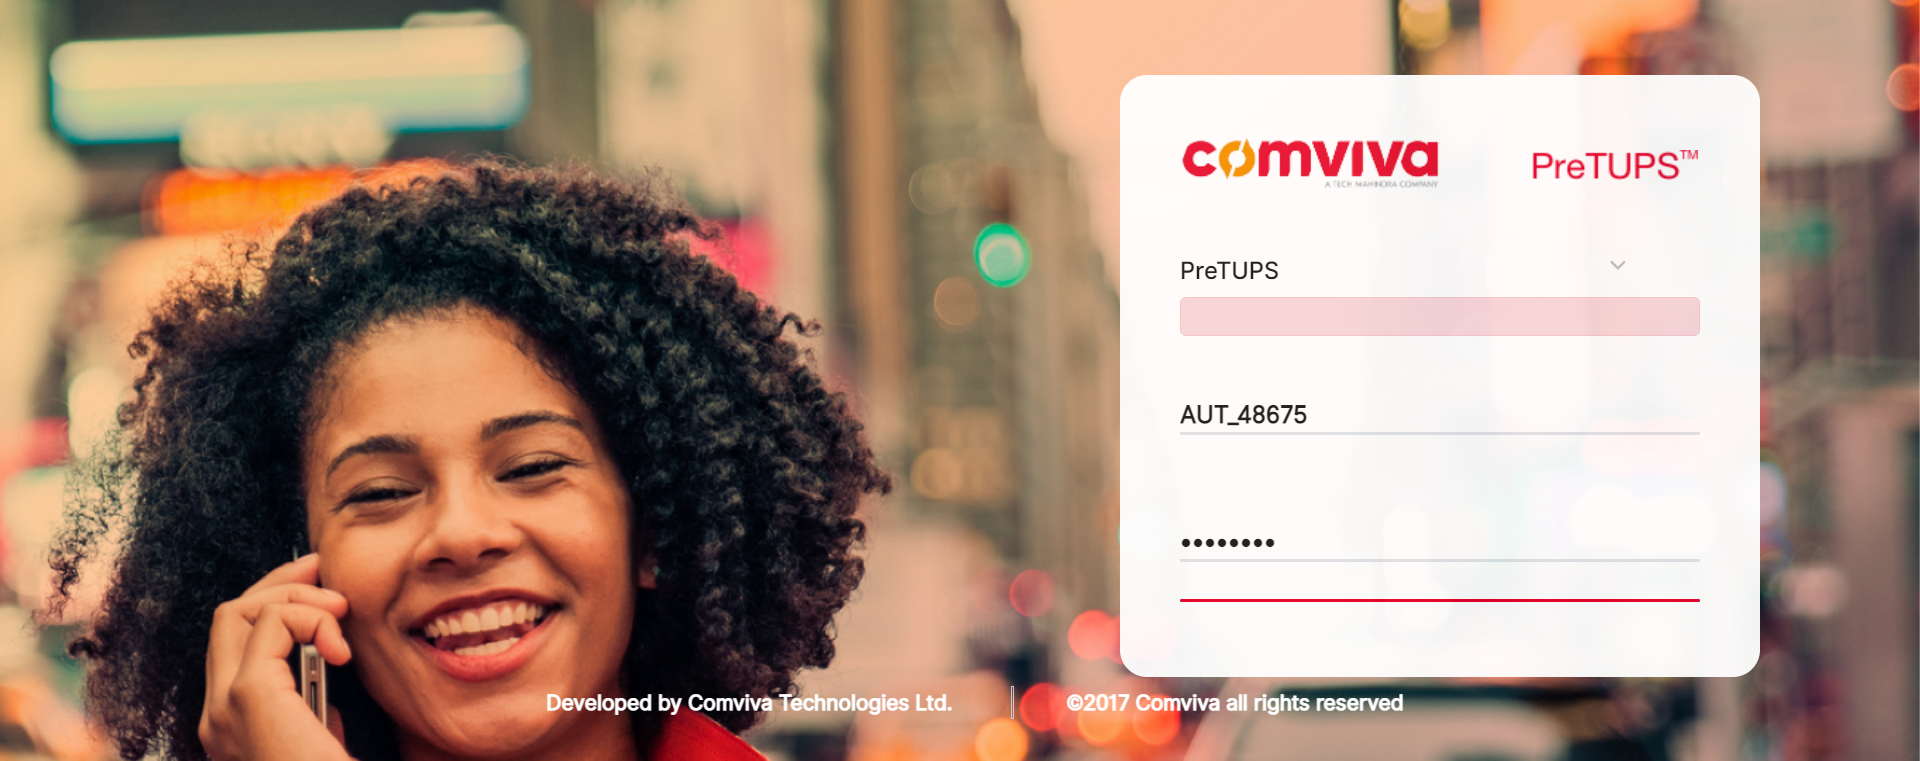 comviva
A TECH MAHINDRA COMPANY
PreTUPS™
PreTUPS
AUT_48675
••••••••
Developed by Comviva Technologies Ltd.
©2017 Comviva all rights reserved